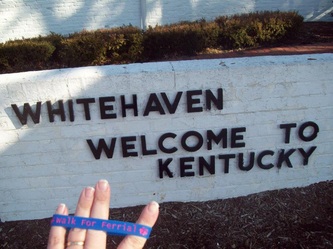 WHITEHAVEN
WELCOME TO
KENTUCKY
Walk For Ferris!